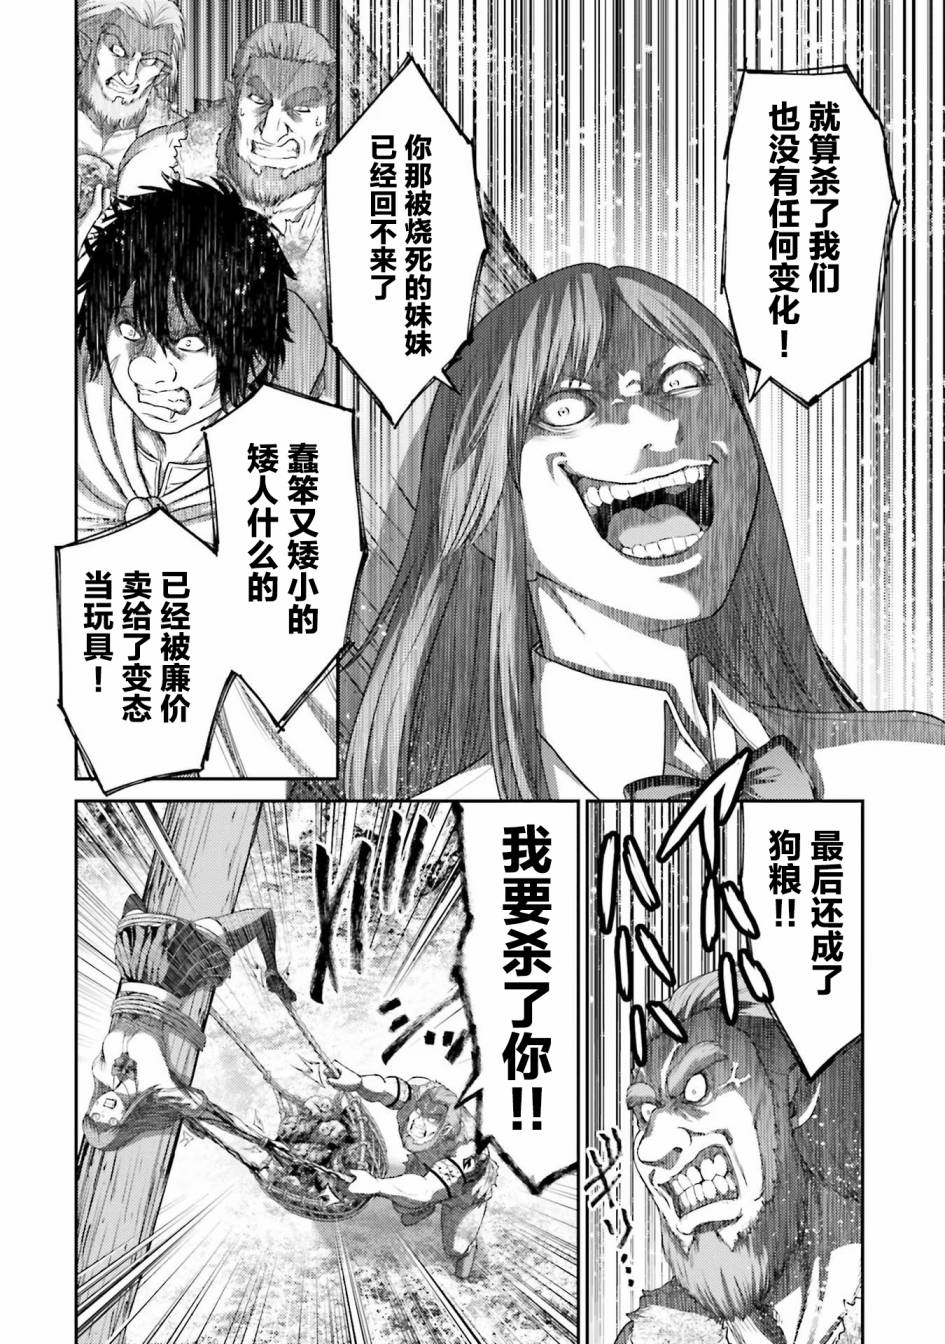 就算杀了我们
也没有任何变化！
你那被烧死的妹妹
已经回不来了
蠢笨又矮小的
矮人什么的
已经被廉价
卖给了变态
当玩具！
最后还成了
狗粮!!
我要杀了你!!